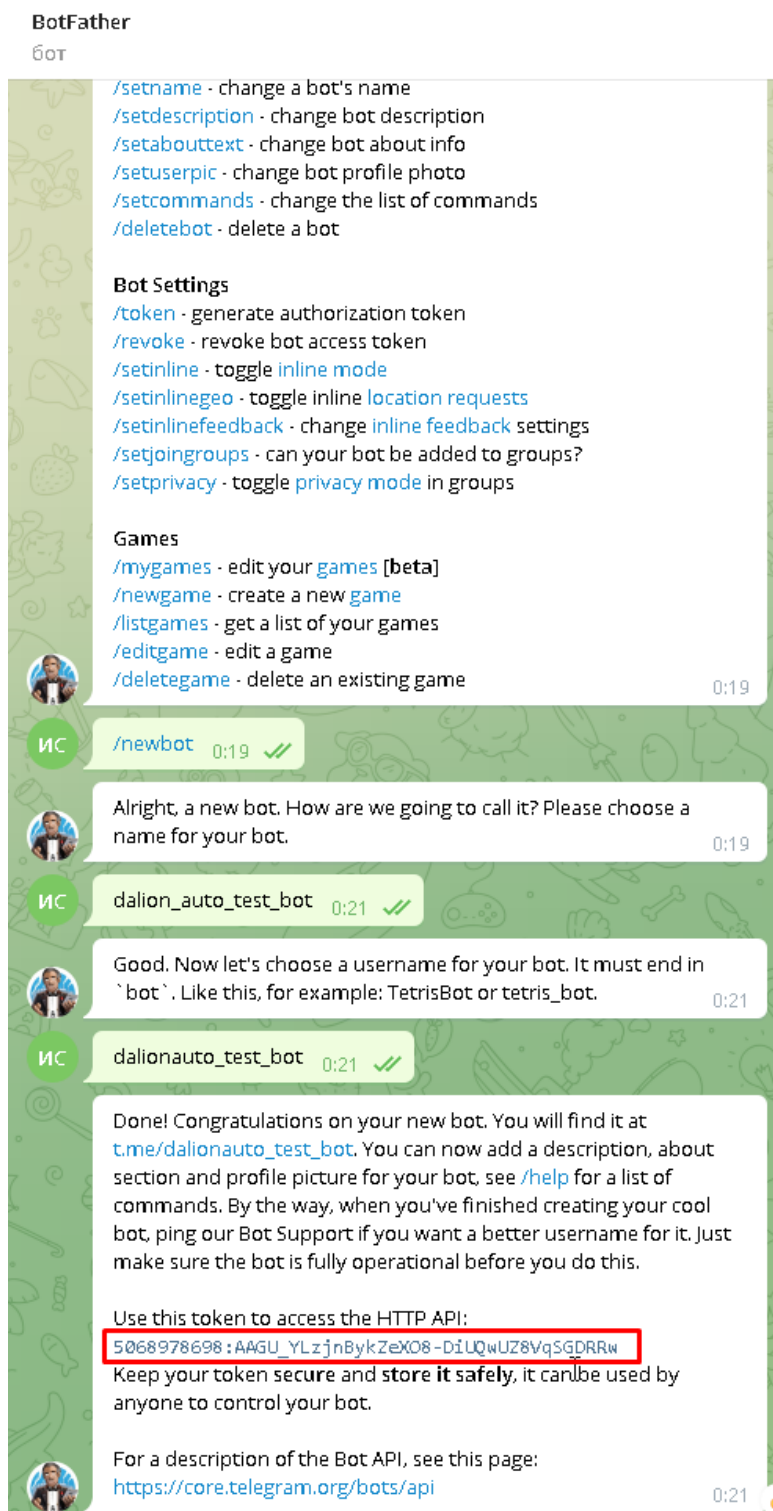 BotFather
бот
/setname - change a bot's name
/setdescription - change bot description
/setabouttext - change bot about info
/setuserpic - change bot profile photo
/setcommands - change the list of commands
/deletebot - delete a bot
Bot Settings
/token - generate authorization token
/revoke - revoke bot access token
/setinline - toggle inline mode
/setinlinegeo - toggle inline location requests
/setinlinefeedback - change inline feedback settings
/setjoingroups - can your bot be added to groups?
/setprivacy - toggle privacy mode in groups
Games
/mygames - edit your games [beta]
/newgame - create a new game
/listgames - get a list of your games
/editgame - edit a game
/deletegame - delete an existing game
0:19
ИС
/newbot 0:19
Alright, a new bot. How are we going to call it? Please choose a
name for your bot.
0:19
ИС
dalion_auto_test_bot 0:21
Good. Now let's choose a username for your bot. It must end in
`bot`. Like this, for example: TetrisBot or tetris_bot.
0:21
ИС
dalionauto_test_bot 0:21
Done! Congratulations on your new bot. You will find it at
t.me/dalionauto_test_bot. You can now add a description, about
section and profile picture for your bot, see /help for a list of
commands. By the way, when you've finished creating your cool
bot, ping our Bot Support if you want a better username for it. Just
make sure the bot is fully operational before you do this.
Use this token to access the HTTP API:
5068978698:AAGU_YLzjnBykZeXO8-DiUQwUZ8VqSGDRRw
Keep your token secure and store it safely, it can be used by
anyone to control your bot.
For a description of the Bot API, see this page:
https://core.telegram.org/bots/api
0:21